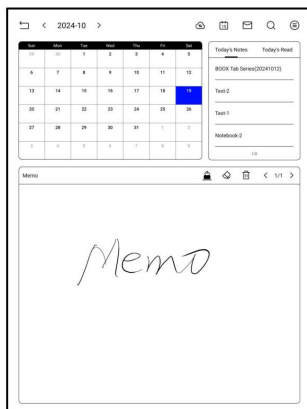 2024-10
Sun Mon Tue Wed Thu Fri Sat
29 30 1 2 3 4 5
6 7 8 9 10 11 12
13 14 15 16 17 18 19
20 21 22 23 24 25 26
27 28 29 30 31 1 2
3 4 5 6 7 8 9
Today's Notes Today's Read
BOOX Tab Series(20241012)
Text-2
Text-1
Notebook-2
Memo 1/1
Memo